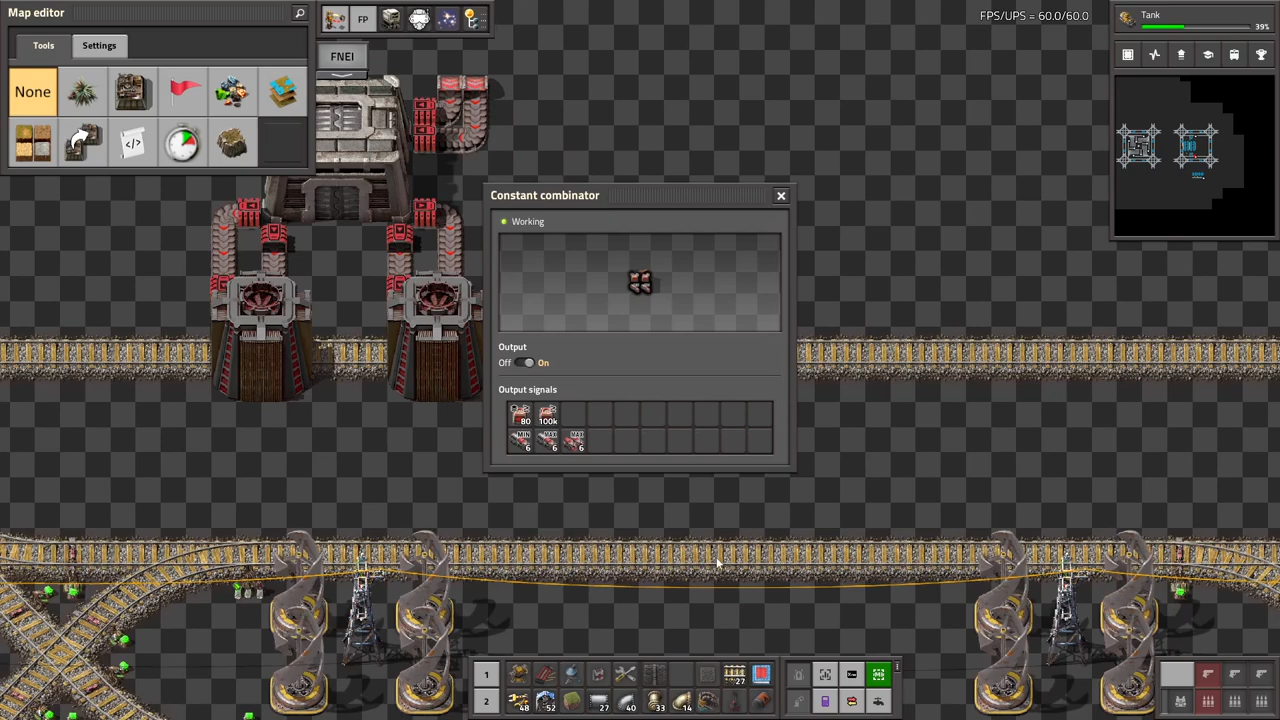 Map editor
FP
FPS/UPS = 60.0/60.0
Tank
39%
Tools
Settings
FNEI
None
</>
Constant combinator
Working
Output
Off
On
Output signals
80
100k
MIN
6
MAX
6
MAX
6
1
27
2
48
52
27
40
33
14